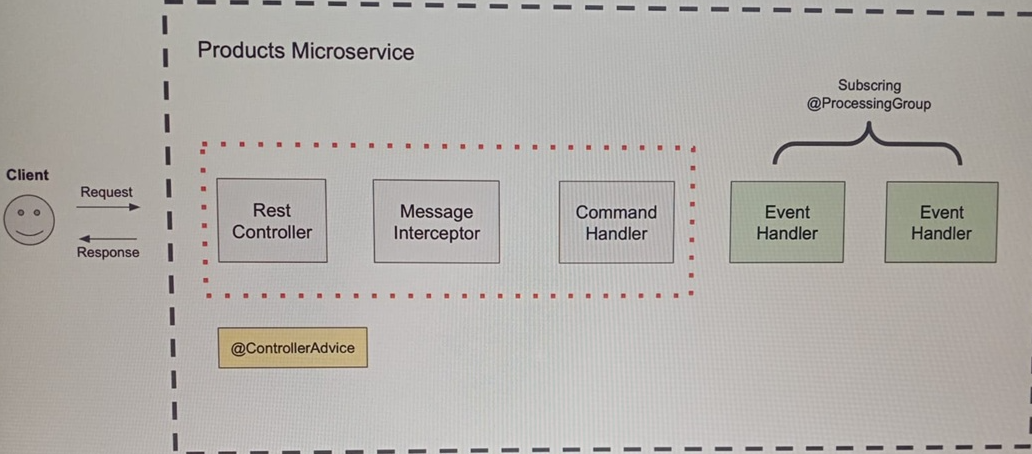 Products Microservice
Subscring
@ProcessingGroup
Client
Request
Response
Rest
Controller
Message
Interceptor
Command
Handler
Event
Handler
Event
Handler
@ControllerAdvice